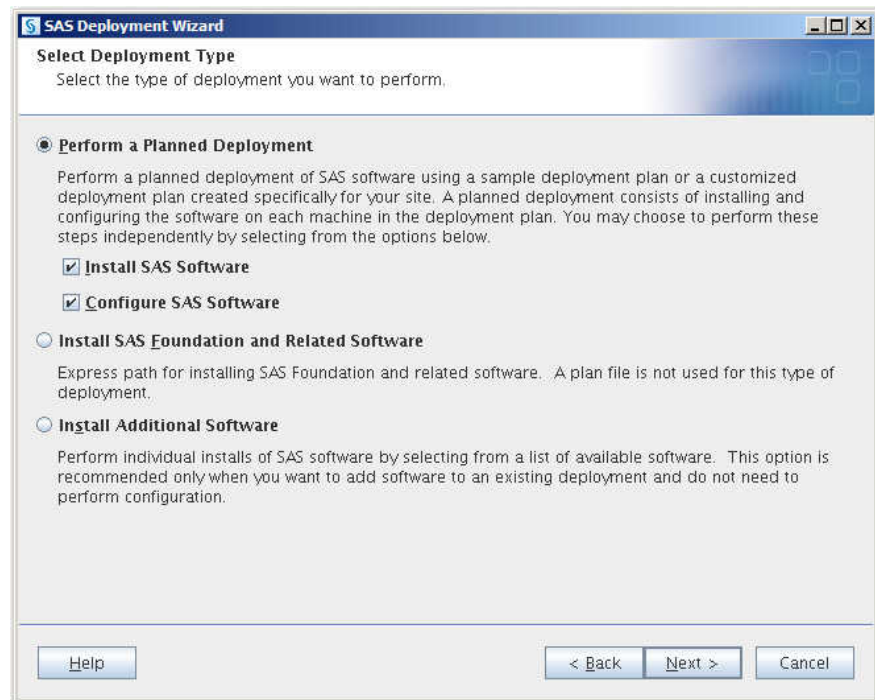 SAS Deployment Wizard
Select Deployment Type
Select the type of deployment you want to perform.
Perform a Planned Deployment
Perform a planned deployment of SAS software using a sample deployment plan or a customized
deployment plan created specifically for your site. A planned deployment consists of installing and
configuring the software on each machine in the deployment plan. You may choose to perform these
steps independently by selecting from the options below.
Install SAS Software
Configure SAS Software
Install SAS Foundation and Related Software
Express path for installing SAS Foundation and related software. A plan file is not used for this type of
deployment.
Install Additional Software
Perform individual installs of SAS software by selecting from a list of available software. This option is
recommended only when you want to add software to an existing deployment and do not need to
perform configuration.
Help
< Back
Next >
Cancel